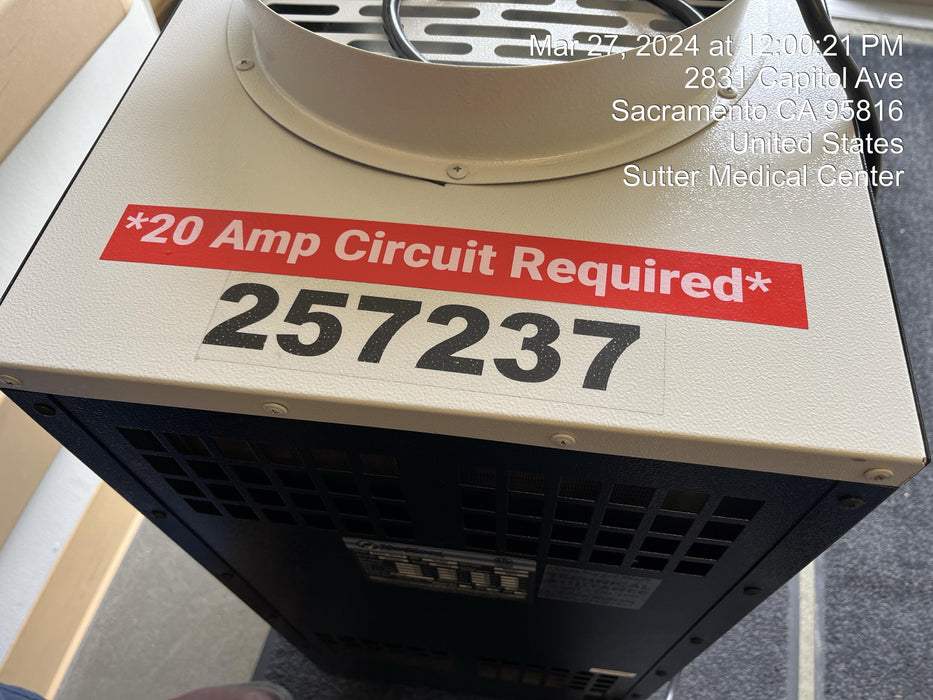 Mar 27, 2024 at 12:00:21 PM
2831 Capitol Ave
Sacramento CA 95816
United States
Sutter Medical Center
*20 Amp Circuit Required*
257237